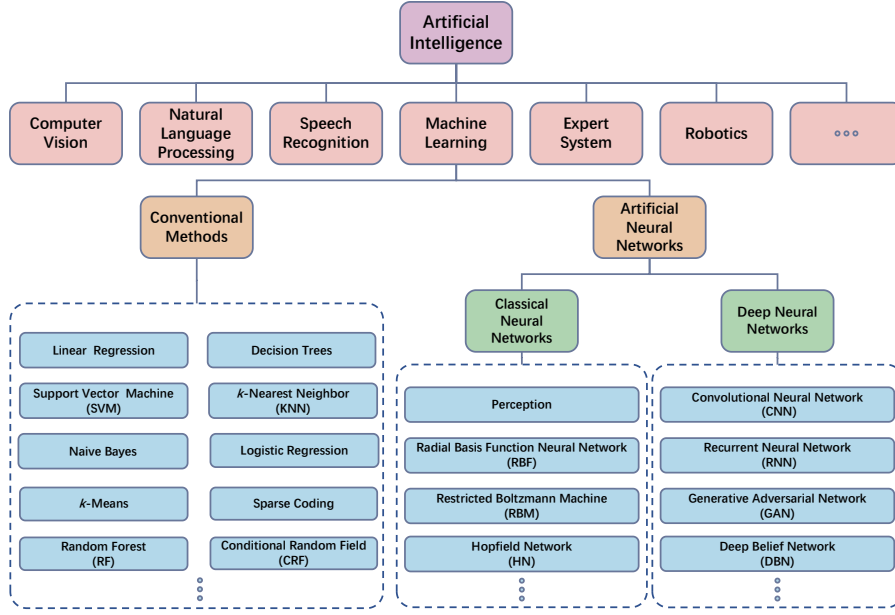 Artificial
Intelligence
Computer
Vision
Natural
Language
Processing
Speech
Recognition
Machine
Learning
Expert
System
Robotics
Conventional
Methods
Artificial
Neural
Networks
Classical
Neural
Networks
Deep Neural
Networks
Linear Regression
Decision Trees
Support Vector Machine
(SVM)
k-Nearest Neighbor
(KNN)
Naive Bayes
Logistic Regression
k-Means
Sparse Coding
Random Forest
(RF)
Conditional Random Field
(CRF)
Perception
Radial Basis Function Neural Network
(RBF)
Restricted Boltzmann Machine
(RBM)
Hopfield Network
(HN)
Convolutional Neural Network
(CNN)
Recurrent Neural Network
(RNN)
Generative Adversarial Network
(GAN)
Deep Belief Network
(DBN)